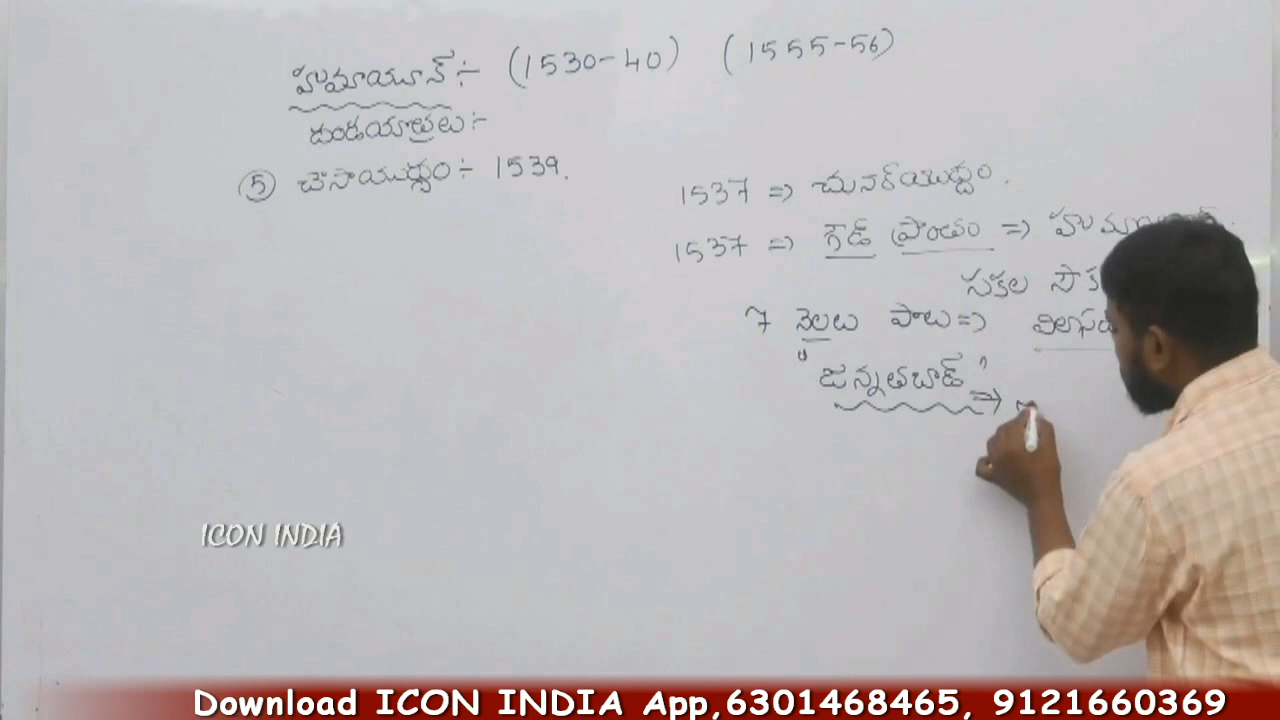 హుమాయూన్ :- (1530-40) (1555-56)
దండయాత్రలు :-
⑤ చౌసాయుద్ధం :- 1539.
1537 => చునార్‌యుద్ధం.
1537 => గౌడ్ ప్రాంతం =>
సకల
7 నెలలు పాటు =>
"జన్నతబాద్" =>
ICON INDIA
Download ICON INDIA App,6301468465, 9121660369